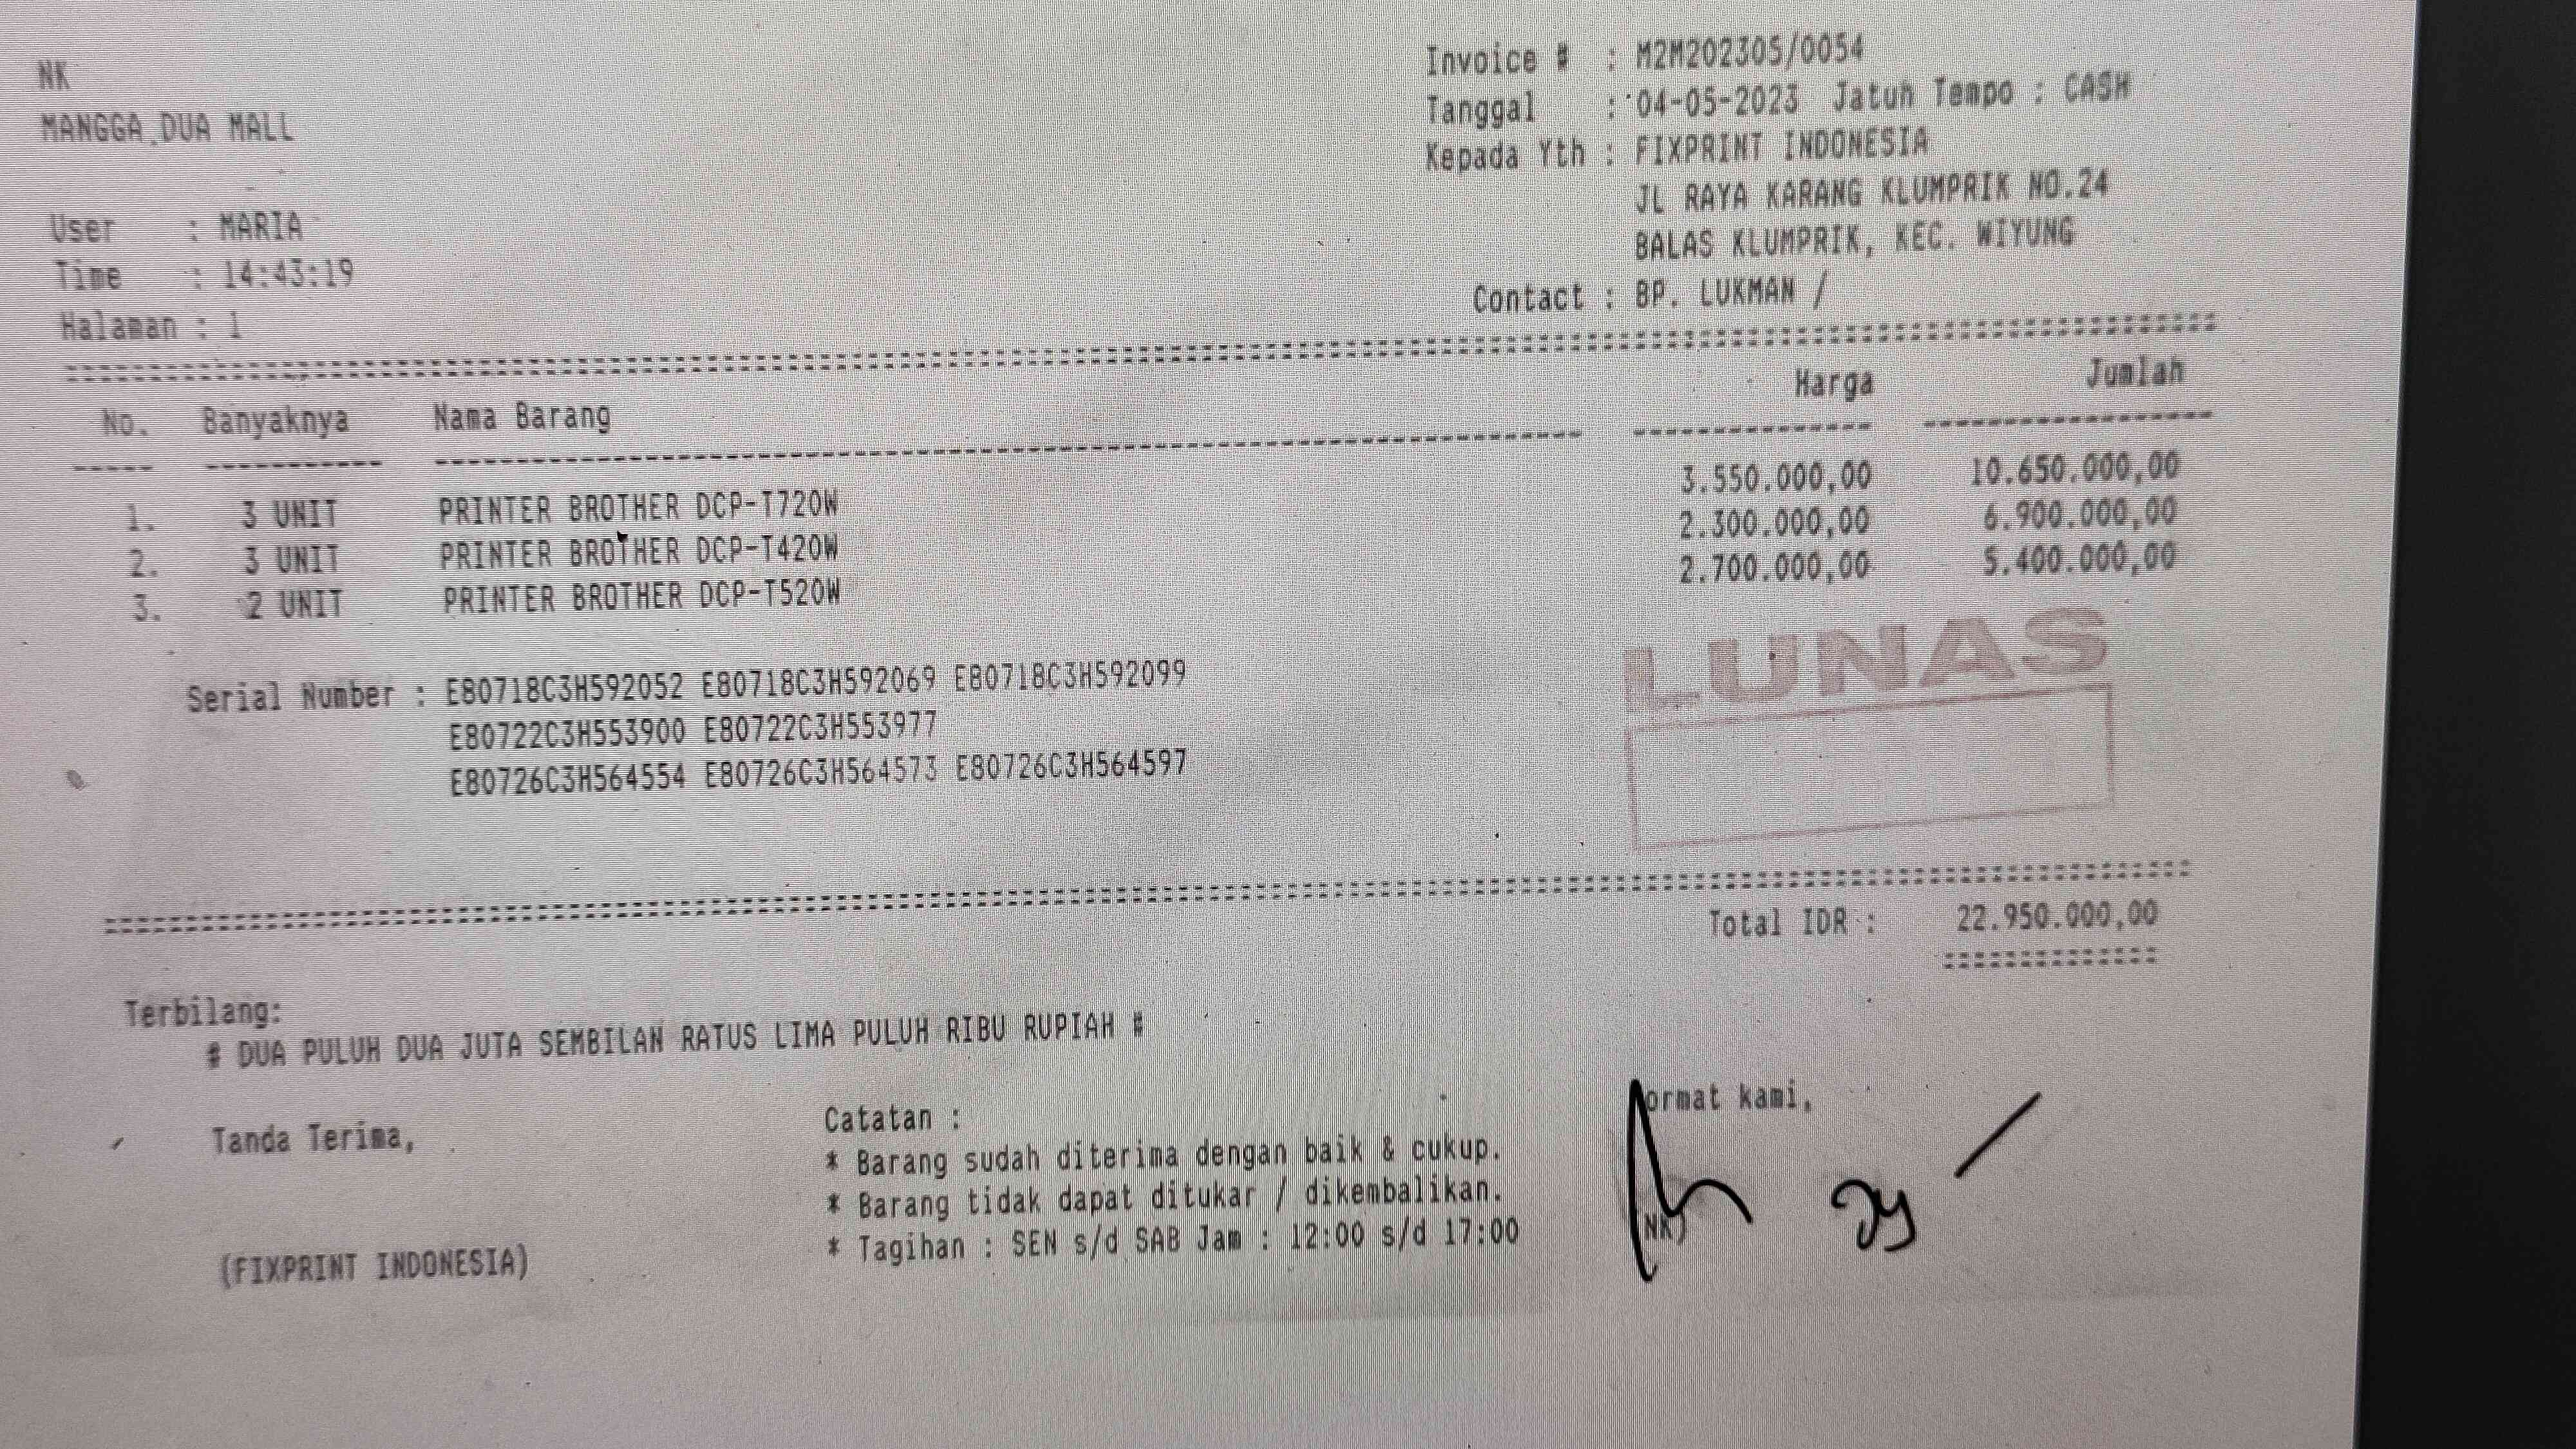 NK
MANGGA DUA MALL
User : MARIA
Time : 14:43:19
Halaman : 1
Invoice # : M2M202305/0054
Tanggal : 04-05-2023 Jatuh Tempo : CASH
Kepada Yth : FIXPRINT INDONESIA
JL RAYA KARANG KLUMPRIK NO.24
BALAS KLUMPRIK, KEC. WIYUNG
Contact : BP. LUKMAN /
No. Banyaknya Nama Barang Harga Jumlah
1. 3 UNIT PRINTER BROTHER DCP-T720W 3.550.000,00 10.650.000,00
2. 3 UNIT PRINTER BROTHER DCP-T420W 2.300.000,00 6.900.000,00
3. 2 UNIT PRINTER BROTHER DCP-T520W 2.700.000,00 5.400.000,00
LUNAS
Serial Number : E80718C3H592052 E80718C3H592069 E80718C3H592099
E80722C3H553900 E80722C3H553977
E80726C3H564554 E80726C3H564573 E80726C3H564597
Total IDR : 22.950.000,00
Terbilang:
# DUA PULUH DUA JUTA SEMBILAN RATUS LIMA PULUH RIBU RUPIAH #
Tanda Terima,
(FIXPRINT INDONESIA)
Catatan :
* Barang sudah diterima dengan baik & cukup.
* Barang tidak dapat ditukar / dikembalikan.
* Tagihan : SEN s/d SAB Jam : 12:00 s/d 17:00
ormat kami,
(NK)